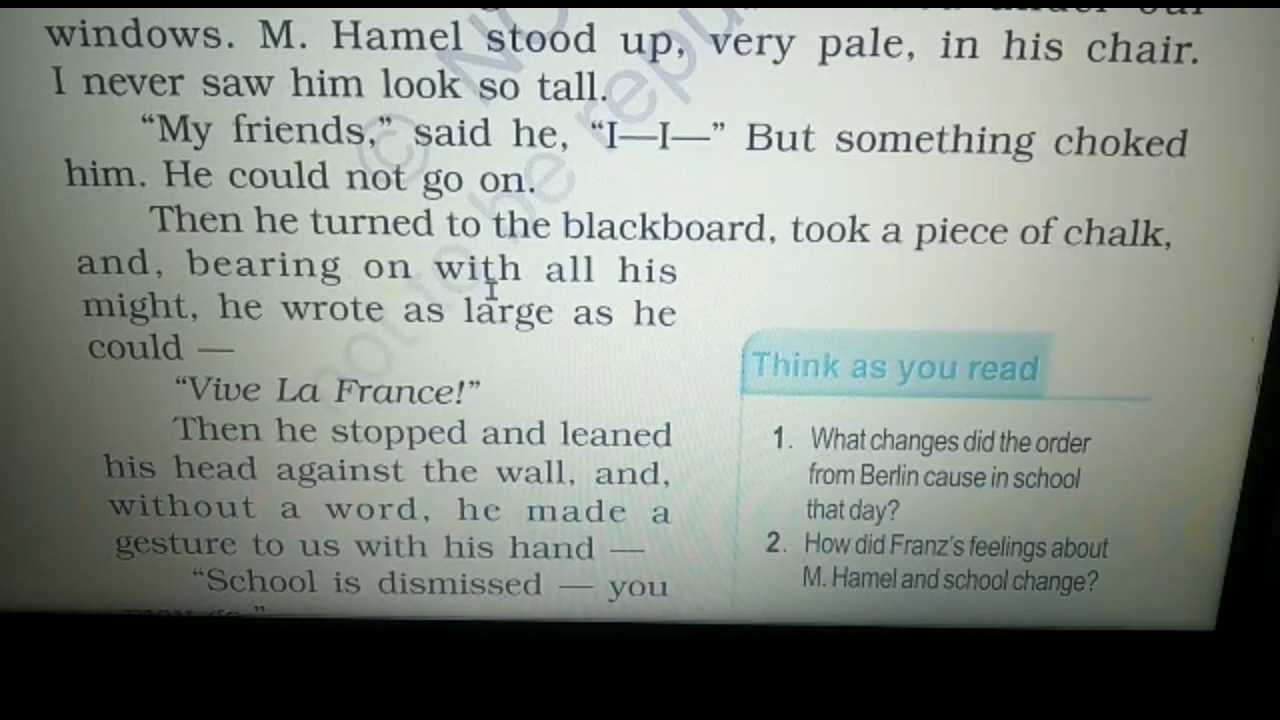 windows. M. Hamel stood up, very pale, in his chair.
I never saw him look so tall.
“My friends,” said he, “I—I—” But something choked
him. He could not go on.
Then he turned to the blackboard, took a piece of chalk,
and, bearing on with all his
might, he wrote as large as he
could —
“Vive La France!”
Then he stopped and leaned
his head against the wall, and,
without a word, he made a
gesture to us with his hand —
“School is dismissed — you
Think as you read
1. What changes did the order
from Berlin cause in school
that day?
2. How did Franz’s feelings about
M. Hamel and school change?